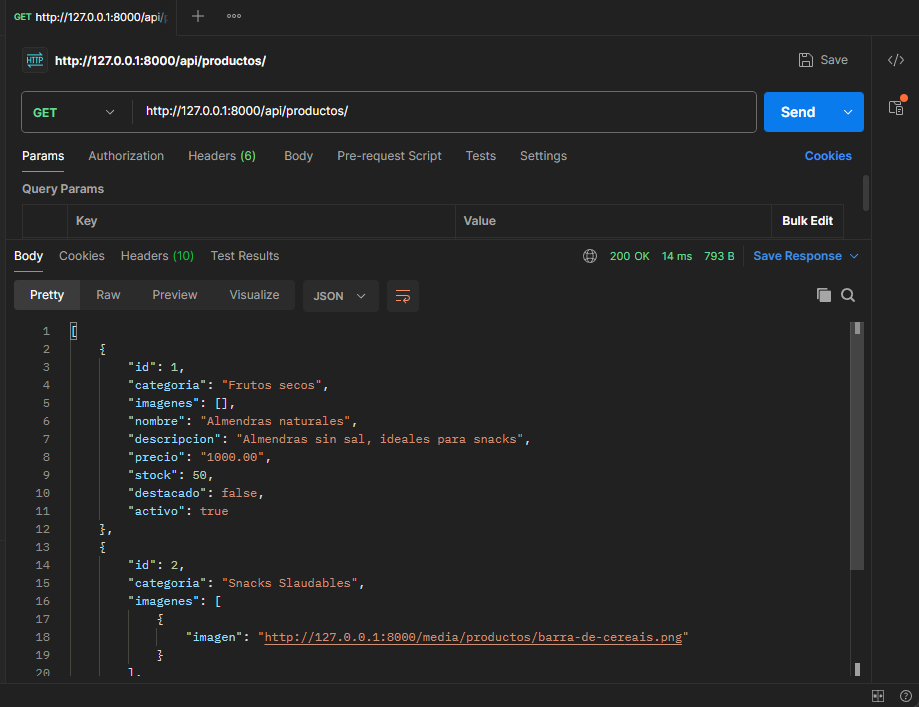 GET http://127.0.0.1:8000/api/
HTTP http://127.0.0.1:8000/api/productos/ Save
GET http://127.0.0.1:8000/api/productos/ Send
Params Authorization Headers (6) Body Pre-request Script Tests Settings Cookies
Query Params
Key Value Bulk Edit
Body Cookies Headers (10) Test Results 200 OK 14 ms 793 B Save Response
Pretty Raw Preview Visualize JSON
1 [
2 {
3 "id": 1,
4 "categoria": "Frutos secos",
5 "imagenes": [],
6 "nombre": "Almendras naturales",
7 "descripcion": "Almendras sin sal, ideales para snacks",
8 "precio": "1000.00",
9 "stock": 50,
10 "destacado": false,
11 "activo": true
12 },
13 {
14 "id": 2,
15 "categoria": "Snacks Slaudables",
16 "imagenes": [
17 {
18 "imagen": "http://127.0.0.1:8000/media/productos/barra-de-cereais.png"
19 }
20 ],